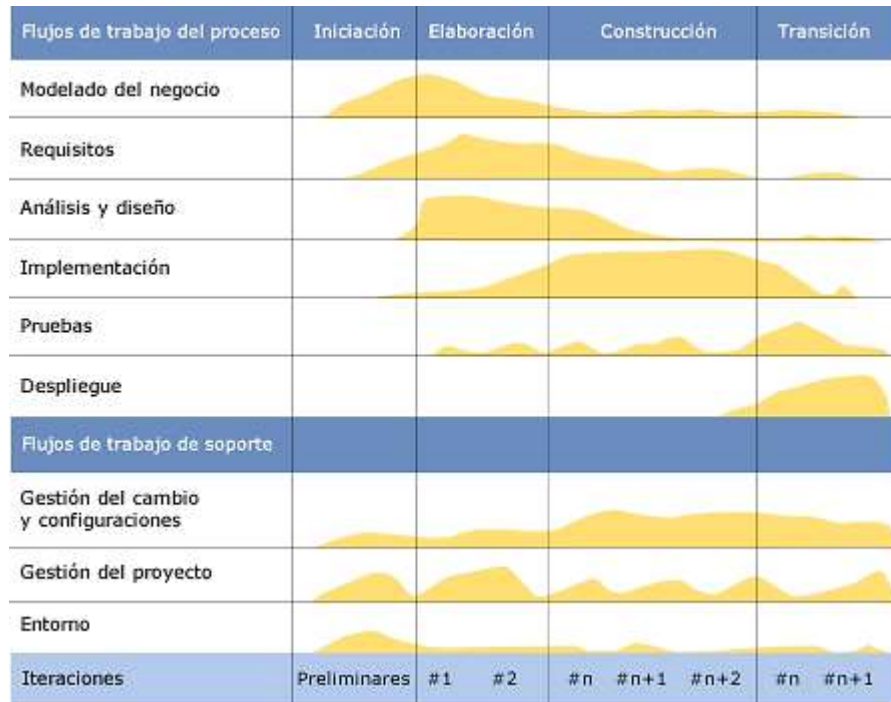 Flujos de trabajo del proceso Iniciación Elaboración Construcción Transición
Modelado del negocio
Requisitos
Análisis y diseño
Implementación
Pruebas
Despliegue
Flujos de trabajo de soporte
Gestión del cambio
y configuraciones
Gestión del proyecto
Entorno
Iteraciones Preliminares #1 #2 #n #n+1 #n+2 #n #n+1